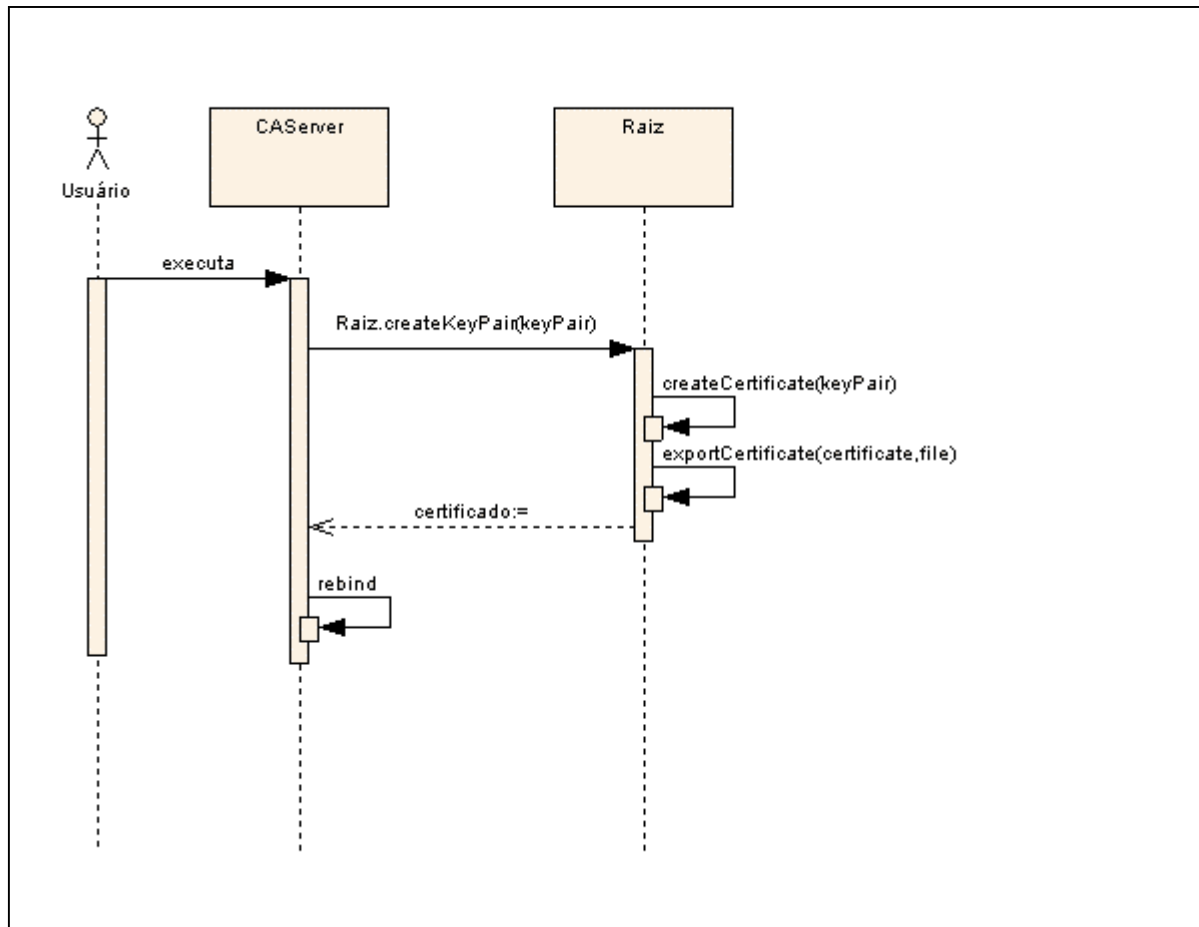 CAServer
Raiz
Usuário
executa
Raiz.createKeyPair(keyPair)
createCertificate(keyPair)
exportCertificate(certificate,file)
certificado:=
rebind